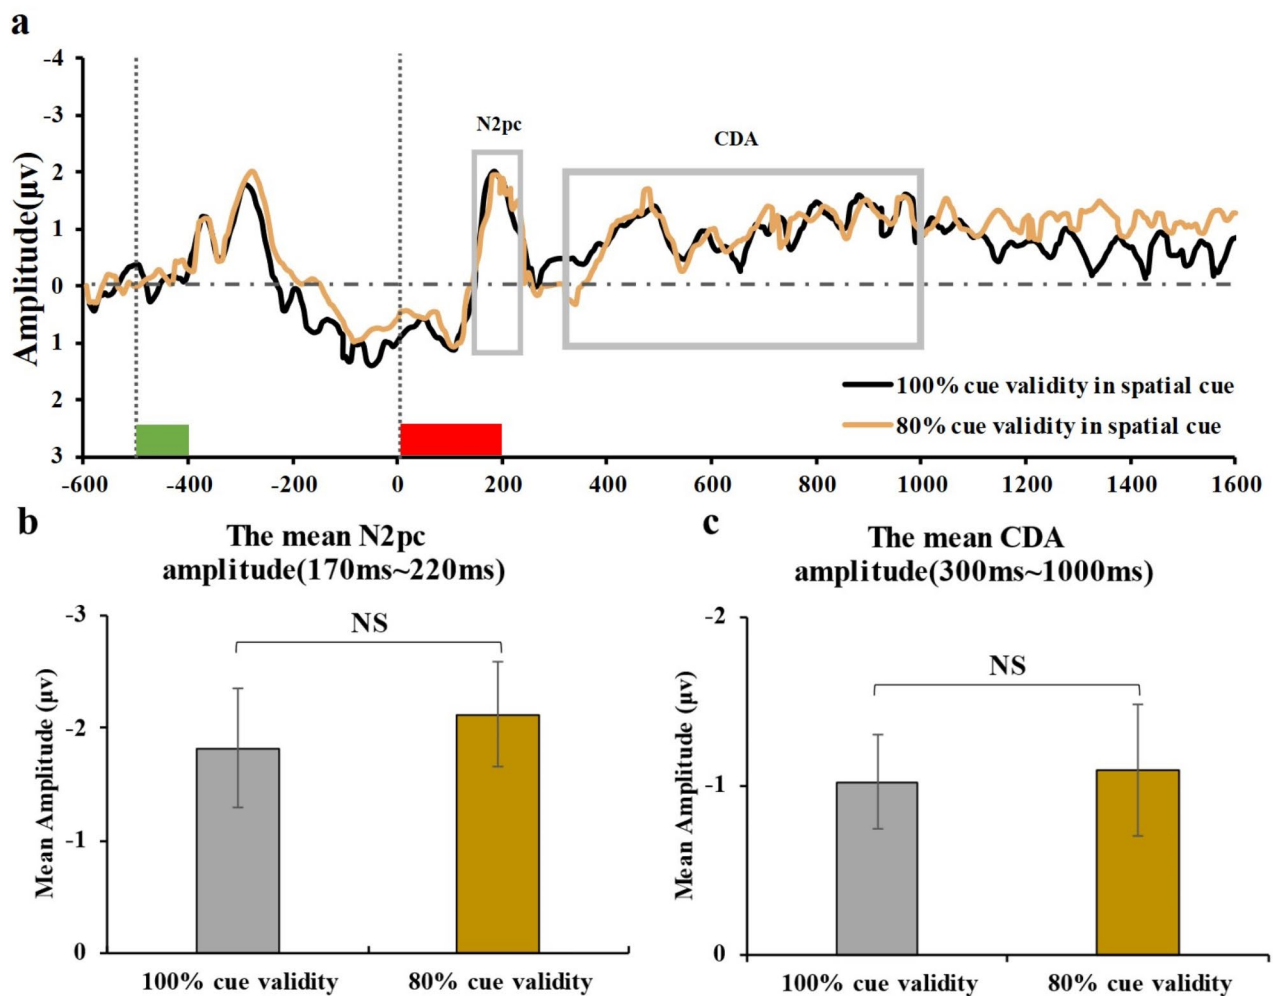 a
-4
-3
N2pc
CDA
2
1
0
1
2
3
Amplitude(μv)
100% cue validity in spatial cue
80% cue validity in spatial cue
-600 -400 -200 0 200 400 600 800 1000 1200 1400 1600
b
The mean N2pc
amplitude(170ms~220ms)
-3
NS
-2
-1
0
Mean Amplitude (μv)
100% cue validity 80% cue validity
c
The mean CDA
amplitude(300ms~1000ms)
-2
NS
-1
0
Mean Amplitude (μv)
100% cue validity 80% cue validity